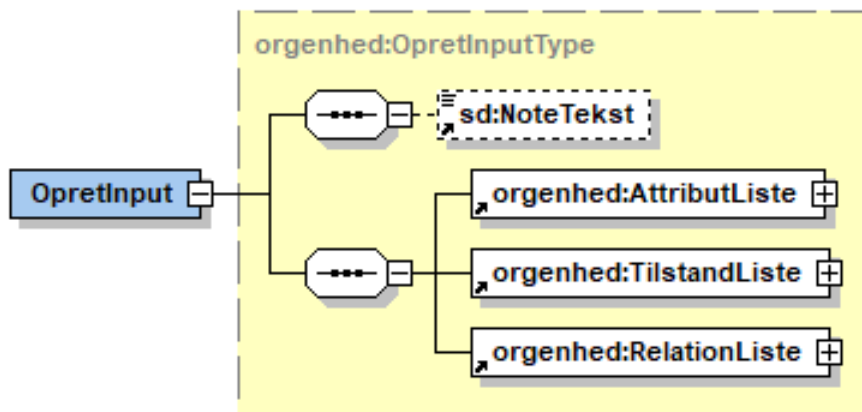 orgenhed:OpretInputType
sd:NoteTekst
OpretInput
orgenhed:AttributListe
orgenhed:TilstandListe
orgenhed:RelationListe